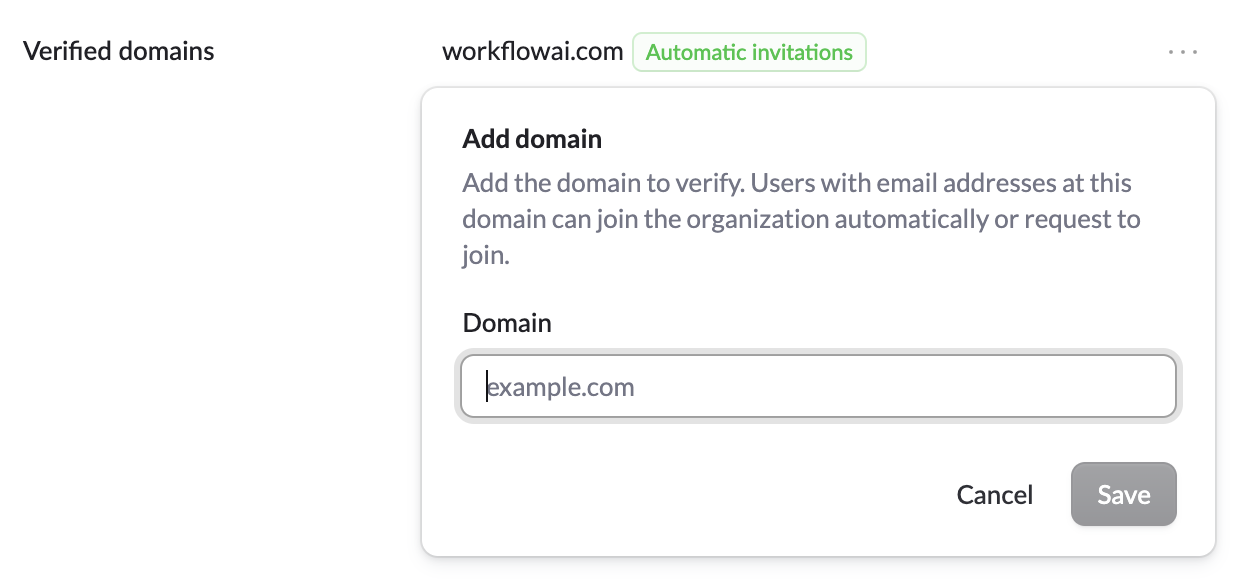 Verified domains
workflowai.com Automatic invitations
Add domain
Add the domain to verify. Users with email addresses at this
domain can join the organization automatically or request to
join.
Domain
example.com
Cancel Save